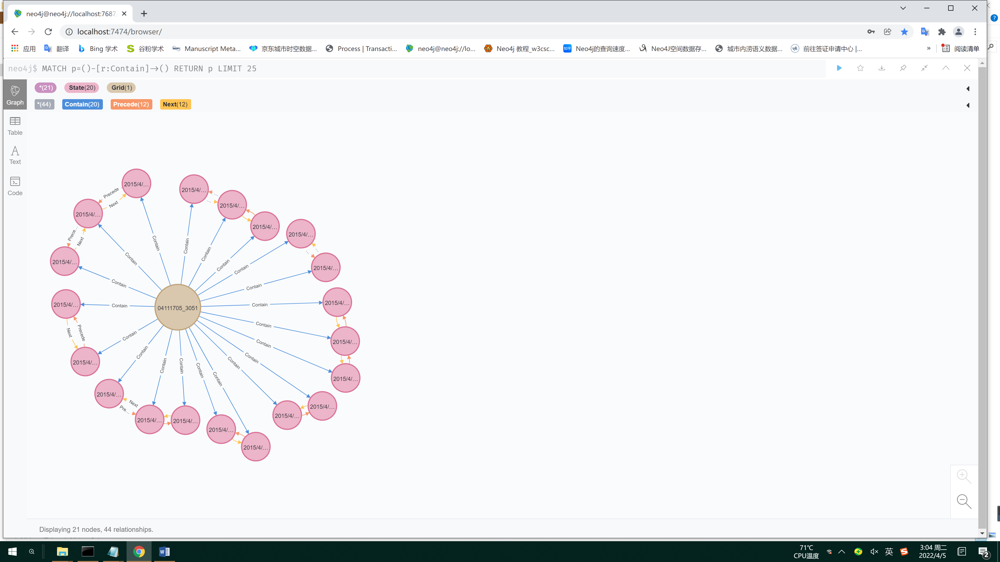 neo4j@neo4j://localhost:7687/
localhost:7474/browser/
应用 翻译 Bing 学术 谷粉学术 MDPI Manuscript Meta... 京东城市时空数据... Process | Transacti... neo4j@neo4j://lo... Neo4j 教程_w3csc... 知乎 Neo4j的查询速度... Neo4J空间数据存... 城市内涝语义数据... vfs 前往签证申请中心 |... » 阅读清单
neo4j$ MATCH p=()-[r:Contain]→() RETURN p LIMIT 25
*(21) State(20) Grid(1)
Graph
*(44) Contain(20) Precede(12) Next(12)
Table
Text
Code
2015/4/...
2015/4/...
Precede
Next
2015/4/...
2015/4/...
2015/4/...
2015/4/...
Prece...
Next
Contain
Contain
Contain
Contain
Contain
Contain
2015/4/...
2015/4/...
Contain
Contain
Contain
2015/4/...
Contain
Contain
2015/4/...
04111705_3051
Next
Precede
Contain
Contain
Contain
2015/4/...
2015/4/...
Contain
Contain
Contain
Contain
Contain
Contain
Contain
2015/4/...
2015/4/...
Next
Pre...
2015/4/...
2015/4/...
2015/4/...
2015/4/...
2015/4/...
2015/4/...
2015/4/...
Displaying 21 nodes, 44 relationships.
71℃
CPU温度
英
3:04 周二
2022/4/5
2